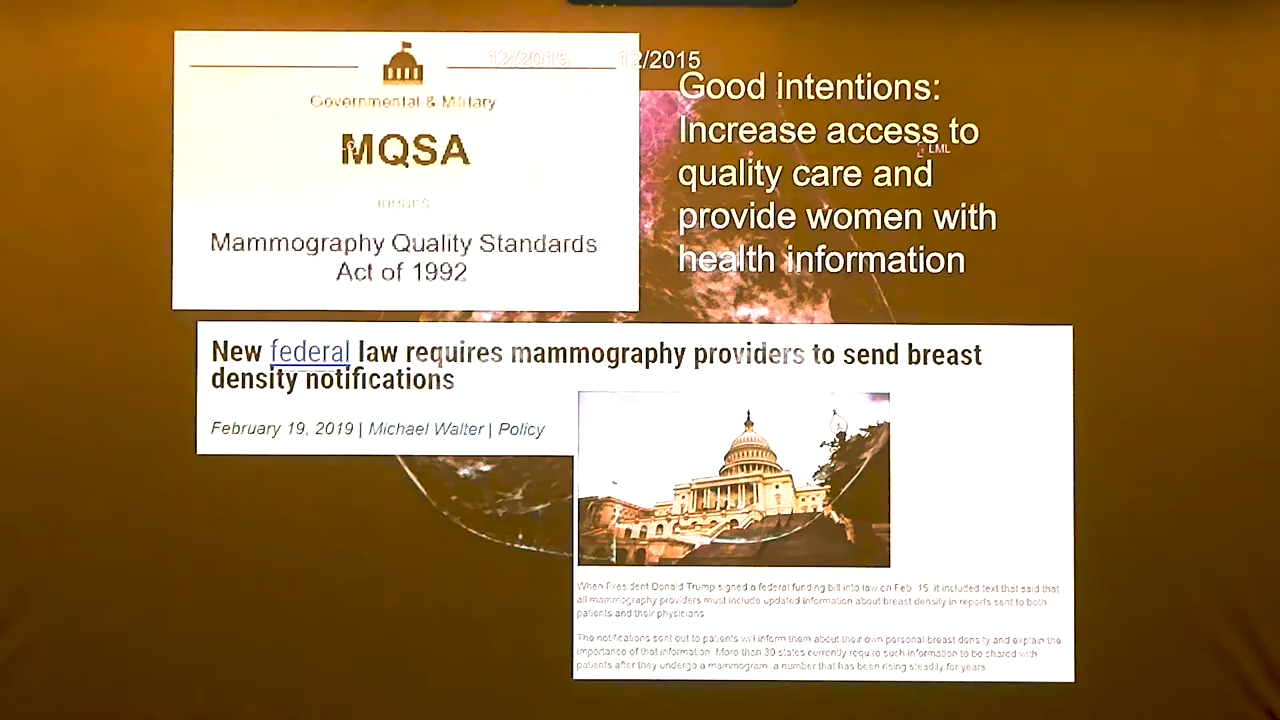 12/2015
12/2015
Governmental & Military
MQSA
means
Mammography Quality Standards
Act of 1992
Good intentions:
Increase access to
quality care and
provide women with
health information
LML
New federal law requires mammography providers to send breast
density notifications
February 19, 2019 | Michael Walter | Policy
When President Donald Trump signed a federal funding bill into law on Feb. 15, it included text that said that
all mammography providers must include updated information about breast density in reports sent to both
patients and their physicians.
The notifications sent out to patients will inform them about their own personal breast density and explain the
importance of that information. More than 30 states currently require such information to be shared with
patients after they undergo a mammogram, a number that has been rising steadily for years.